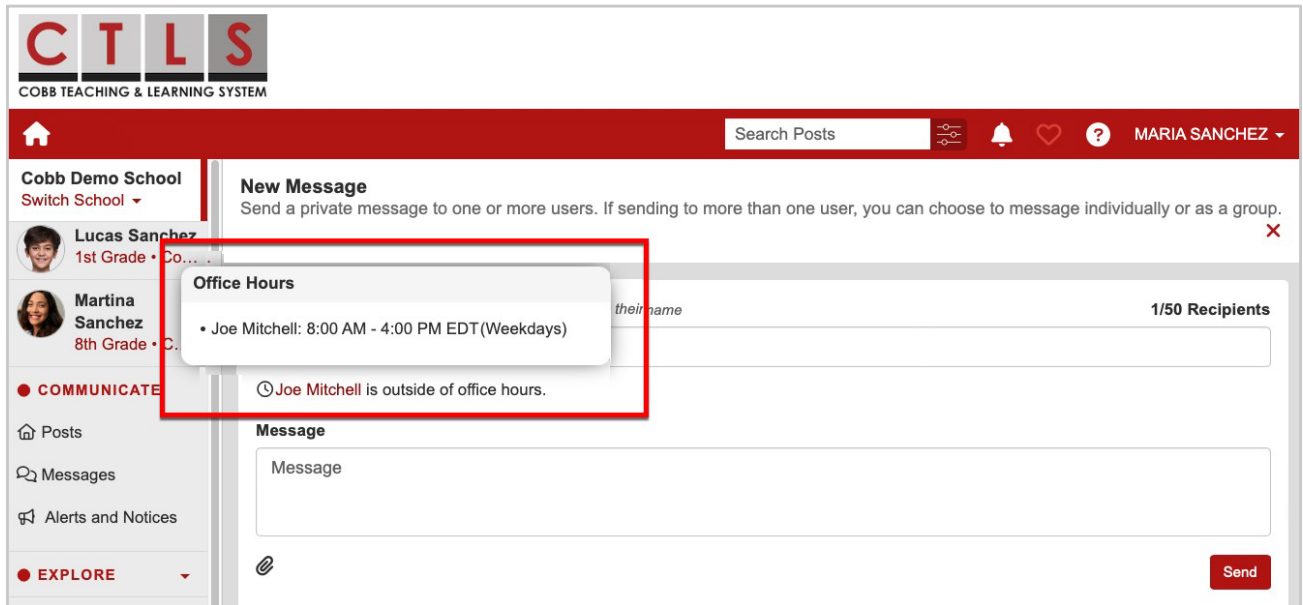 C T L S
COBB TEACHING & LEARNING SYSTEM
Search Posts
? MARIA SANCHEZ
Cobb Demo School
Switch School
Lucas Sanchez
1st Grade • Co...
Martina
Sanchez
8th Grade • C.
COMMUNICATE
Posts
Messages
Alerts and Notices
EXPLORE
New Message
Send a private message to one or more users. If sending to more than one user, you can choose to message individually or as a group.
Office Hours
• Joe Mitchell: 8:00 AM - 4:00 PM EDT(Weekdays)
their name
1/50 Recipients
Joe Mitchell is outside of office hours.
Message
Message
Send